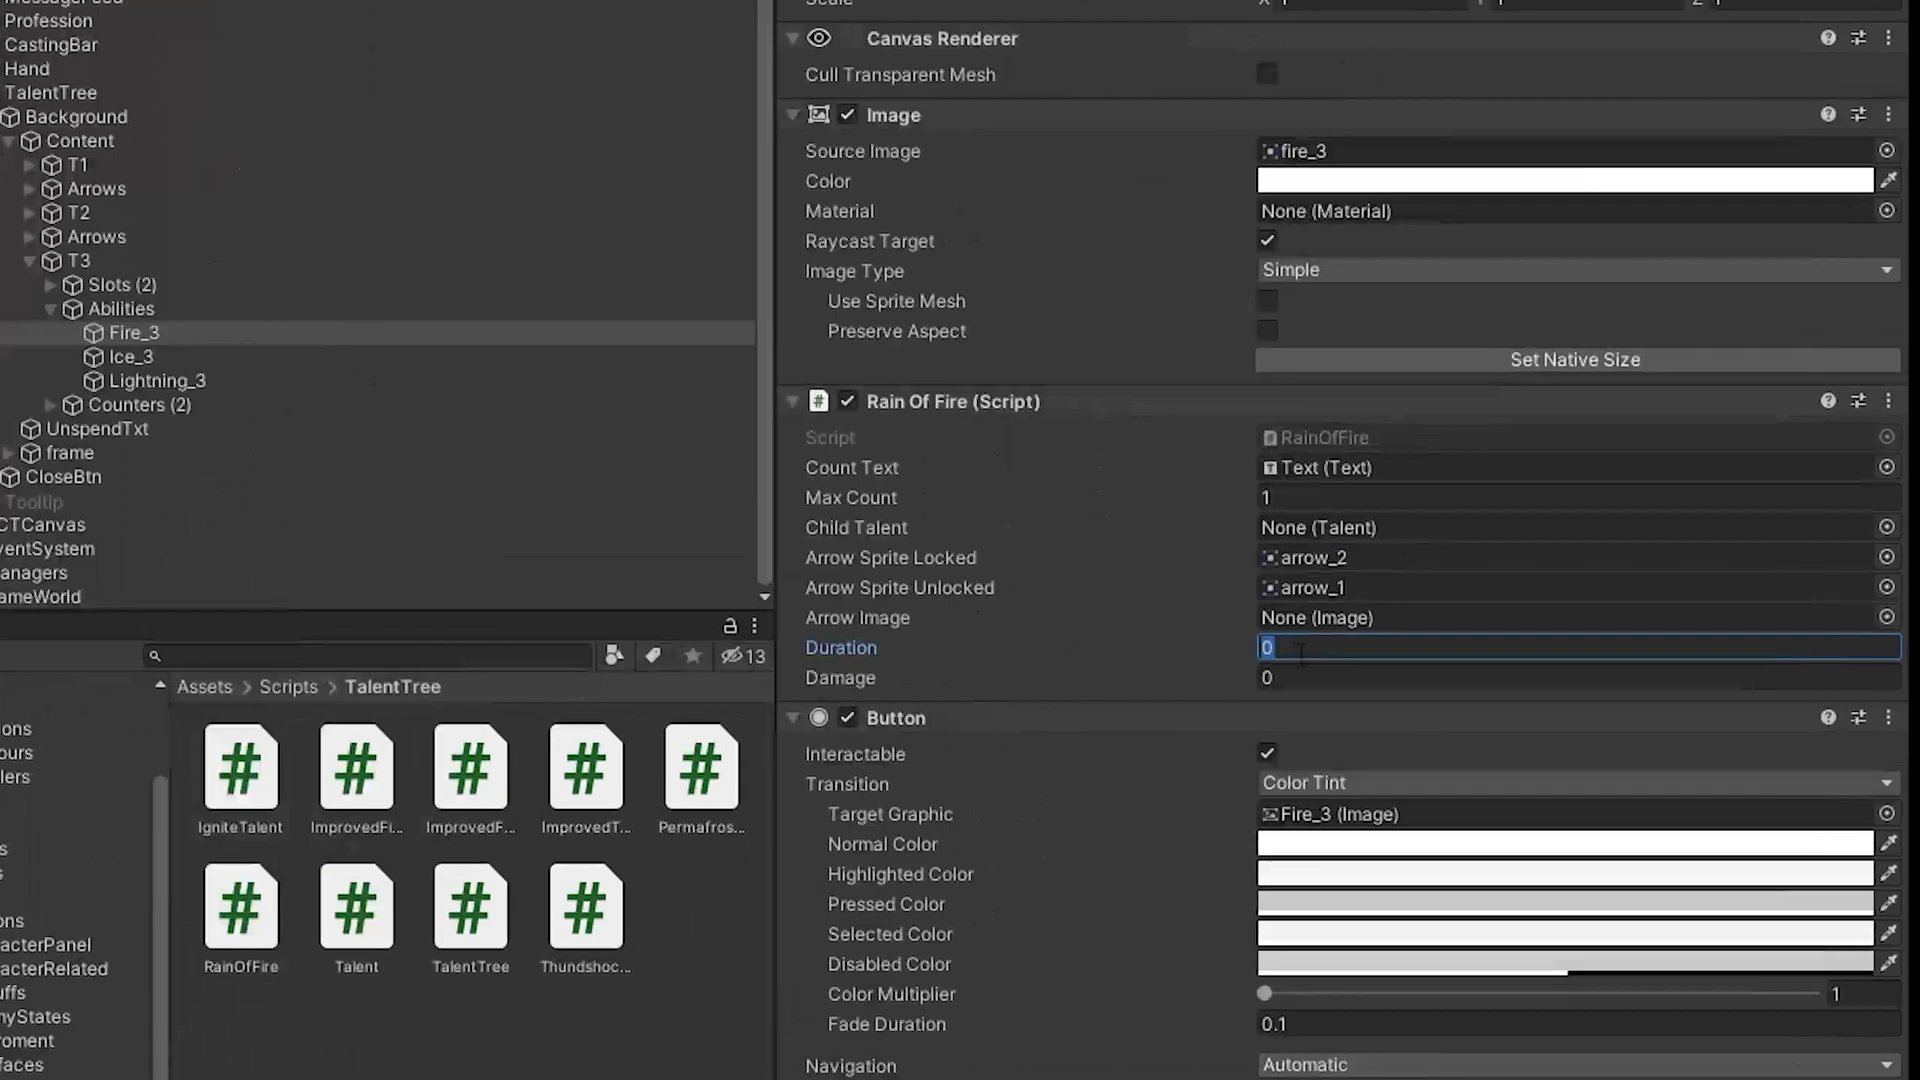 Profession
CastingBar
Hand
TalentTree
Background
Content
T1
Arrows
T2
Arrows
T3
Slots (2)
Abilities
Fire_3
Ice_3
Lightning_3
Counters (2)
UnspendTxt
frame
CloseBtn
Tooltip
CTCanvas
ventSystem
anagers
ameWorld
13
Assets > Scripts > TalentTree
ions
ours
lers
s
s
ons
acterPanel
acterRelated
uffs
nyStates
roment
faces
IgniteTalent
ImprovedFi...
ImprovedF...
ImprovedT...
Permafros...
RainOfFire
Talent
TalentTree
Thundshoc...
Scale
Canvas Renderer
Cull Transparent Mesh
Image
Source Image fire_3
Color
Material None (Material)
Raycast Target
Image Type Simple
Use Sprite Mesh
Preserve Aspect
Set Native Size
# Rain Of Fire (Script)
Script RainOfFire
Count Text Text (Text)
Max Count 1
Child Talent None (Talent)
Arrow Sprite Locked arrow_2
Arrow Sprite Unlocked arrow_1
Arrow Image None (Image)
Duration 0
Damage 0
Button
Interactable
Transition Color Tint
Target Graphic Fire_3 (Image)
Normal Color
Highlighted Color
Pressed Color
Selected Color
Disabled Color
Color Multiplier 1
Fade Duration 0.1
Navigation Automatic